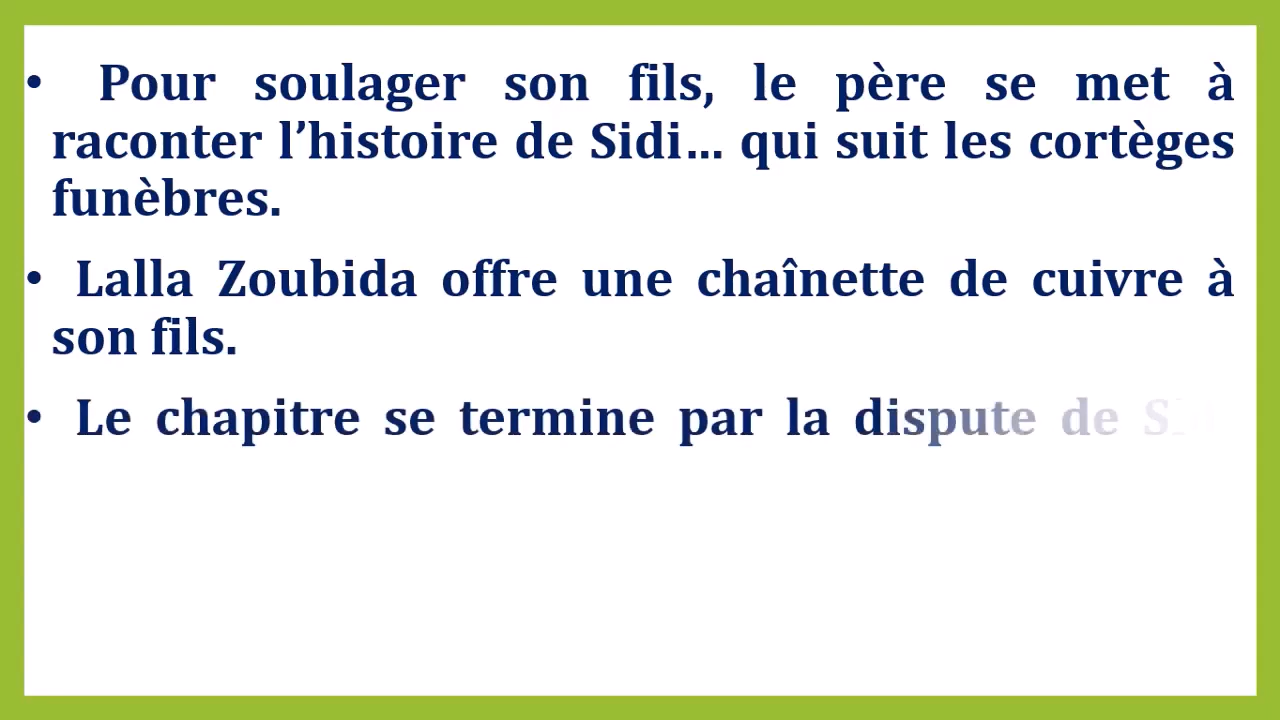 • Pour soulager son fils, le père se met à
raconter l’histoire de Sidi… qui suit les cortèges
funèbres.
• Lalla Zoubida offre une chaînette de cuivre à
son fils.
• Le chapitre se termine par la dispute de